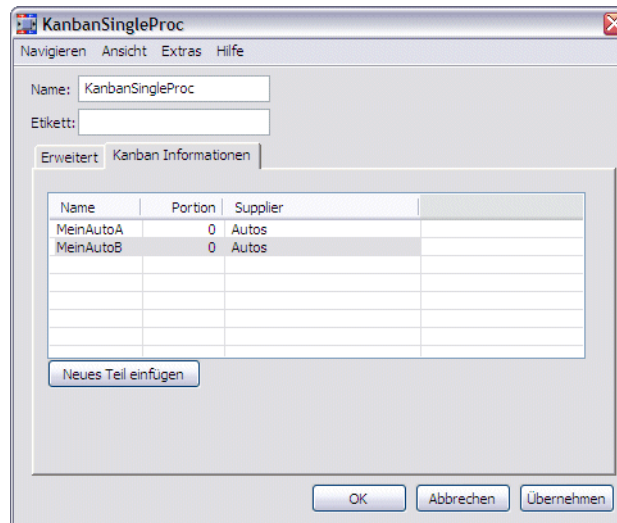 KanbanSingleProc
Navigieren Ansicht Extras Hilfe
Name: KanbanSingleProc
Etikett:
Erweitert Kanban Informationen
Name Portion Supplier
MeinAutoA 0 Autos
MeinAutoB 0 Autos
Neues Teil einfügen
OK Abbrechen Übernehmen